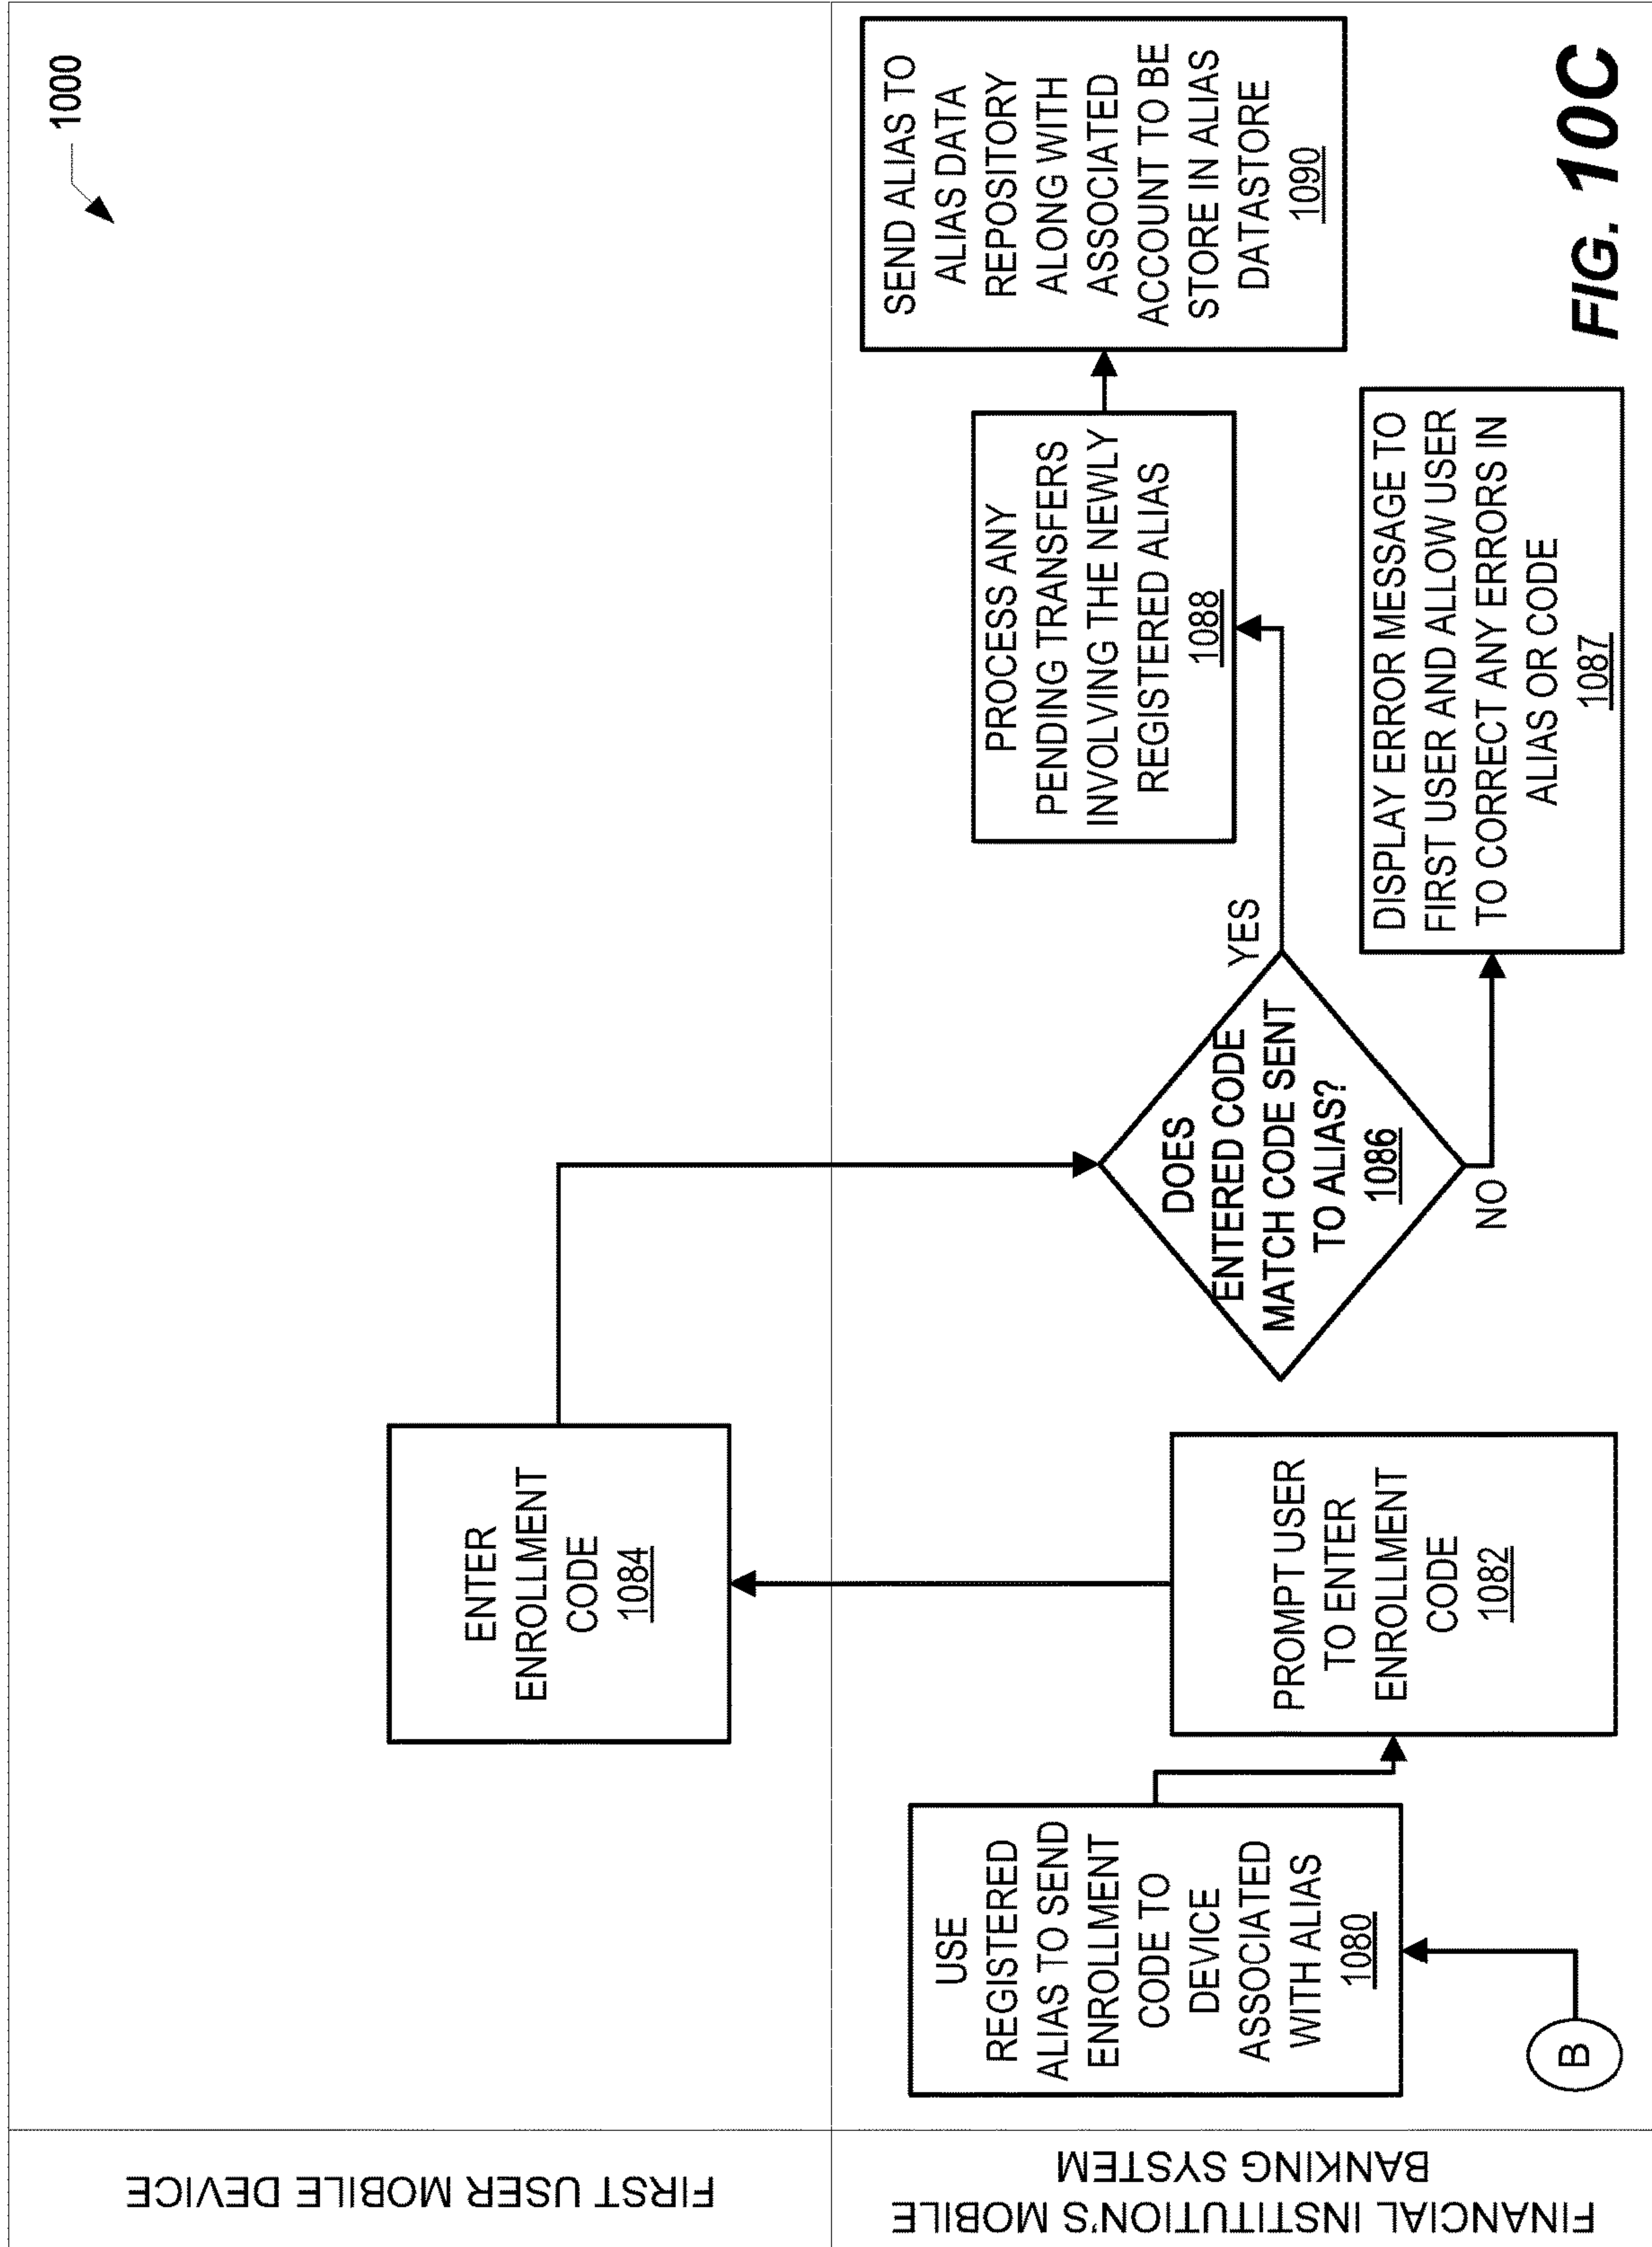 1000
FIRST USER MOBILE DEVICE
ENTER
ENROLLMENT
CODE
1084
FINANCIAL INSTITUTION'S MOBILE
BANKING SYSTEM
B
USE
REGISTERED
ALIAS TO SEND
ENROLLMENT
CODE TO
DEVICE
ASSOCIATED
WITH ALIAS
1080
PROMPT USER
TO ENTER
ENROLLMENT
CODE
1082
DOES
ENTERED CODE
MATCH CODE SENT
TO ALIAS?
1086
YES
NO
PROCESS ANY
PENDING TRANSFERS
INVOLVING THE NEWLY
REGISTERED ALIAS
1088
DISPLAY ERROR MESSAGE TO
FIRST USER AND ALLOW USER
TO CORRECT ANY ERRORS IN
ALIAS OR CODE
1087
SEND ALIAS TO
ALIAS DATA
REPOSITORY
ALONG WITH
ASSOCIATED
ACCOUNT TO BE
STORE IN ALIAS
DATASTORE
1090
FIG. 10C